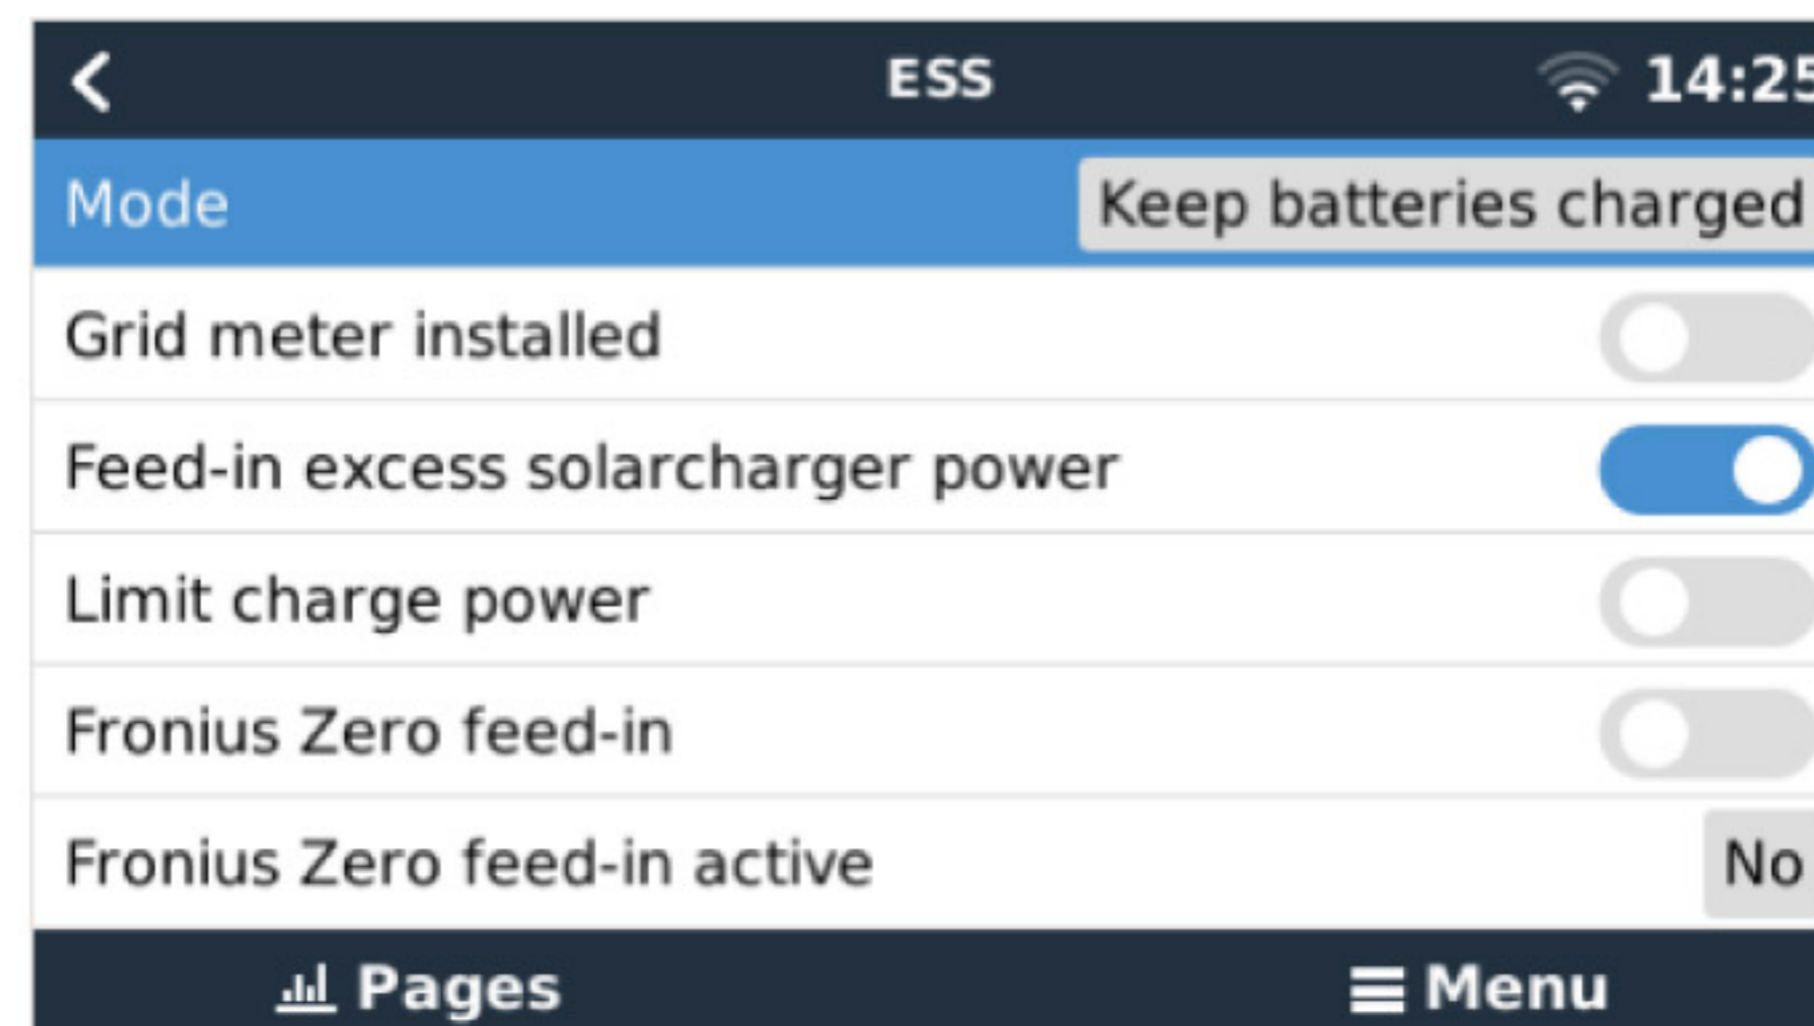 ESS 14:25
Mode Keep batteries charged
Grid meter installed
Feed-in excess solarcharger power
Limit charge power
Fronius Zero feed-in
Fronius Zero feed-in active No
Pages Menu